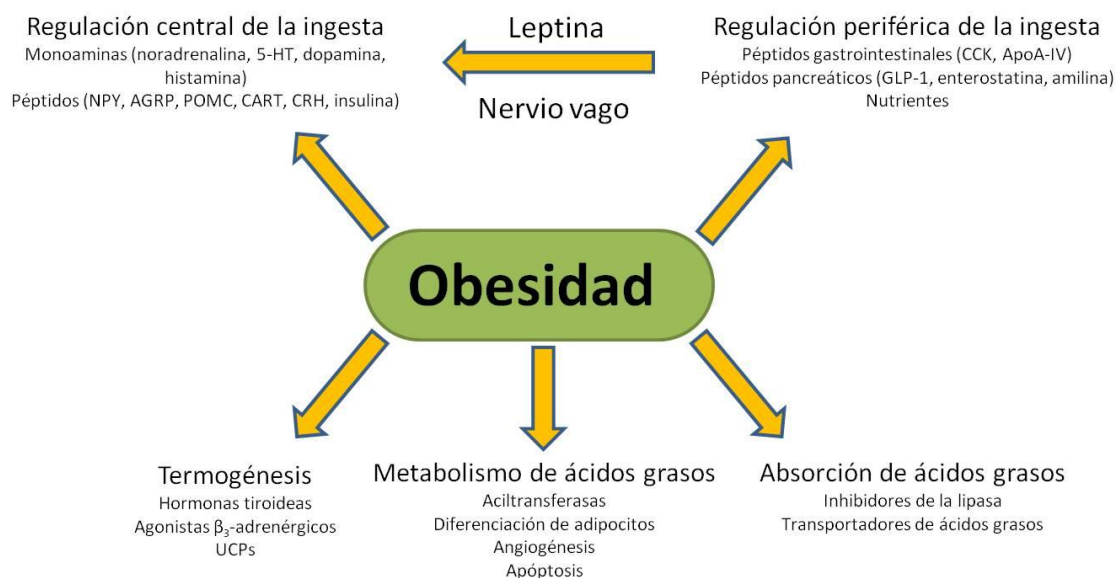 Regulación central de la ingesta
Monoaminas (noradrenalina, 5-HT, dopamina,
histamina)
Péptidos (NPY, AGRP, POMC, CART, CRH, insulina)
Leptina
Nervio vago
Regulación periférica de la ingesta
Péptidos gastrointestinales (CCK, ApoA-IV)
Péptidos pancreáticos (GLP-1, enterostatina, amilina)
Nutrientes
Obesidad
Termogénesis
Hormonas tiroideas
Agonistas β₃-adrenérgicos
UCPs
Metabolismo de ácidos grasos
Aciltransferasas
Diferenciación de adipocitos
Angiogénesis
Apóptosis
Absorción de ácidos grasos
Inhibidores de la lipasa
Transportadores de ácidos grasos